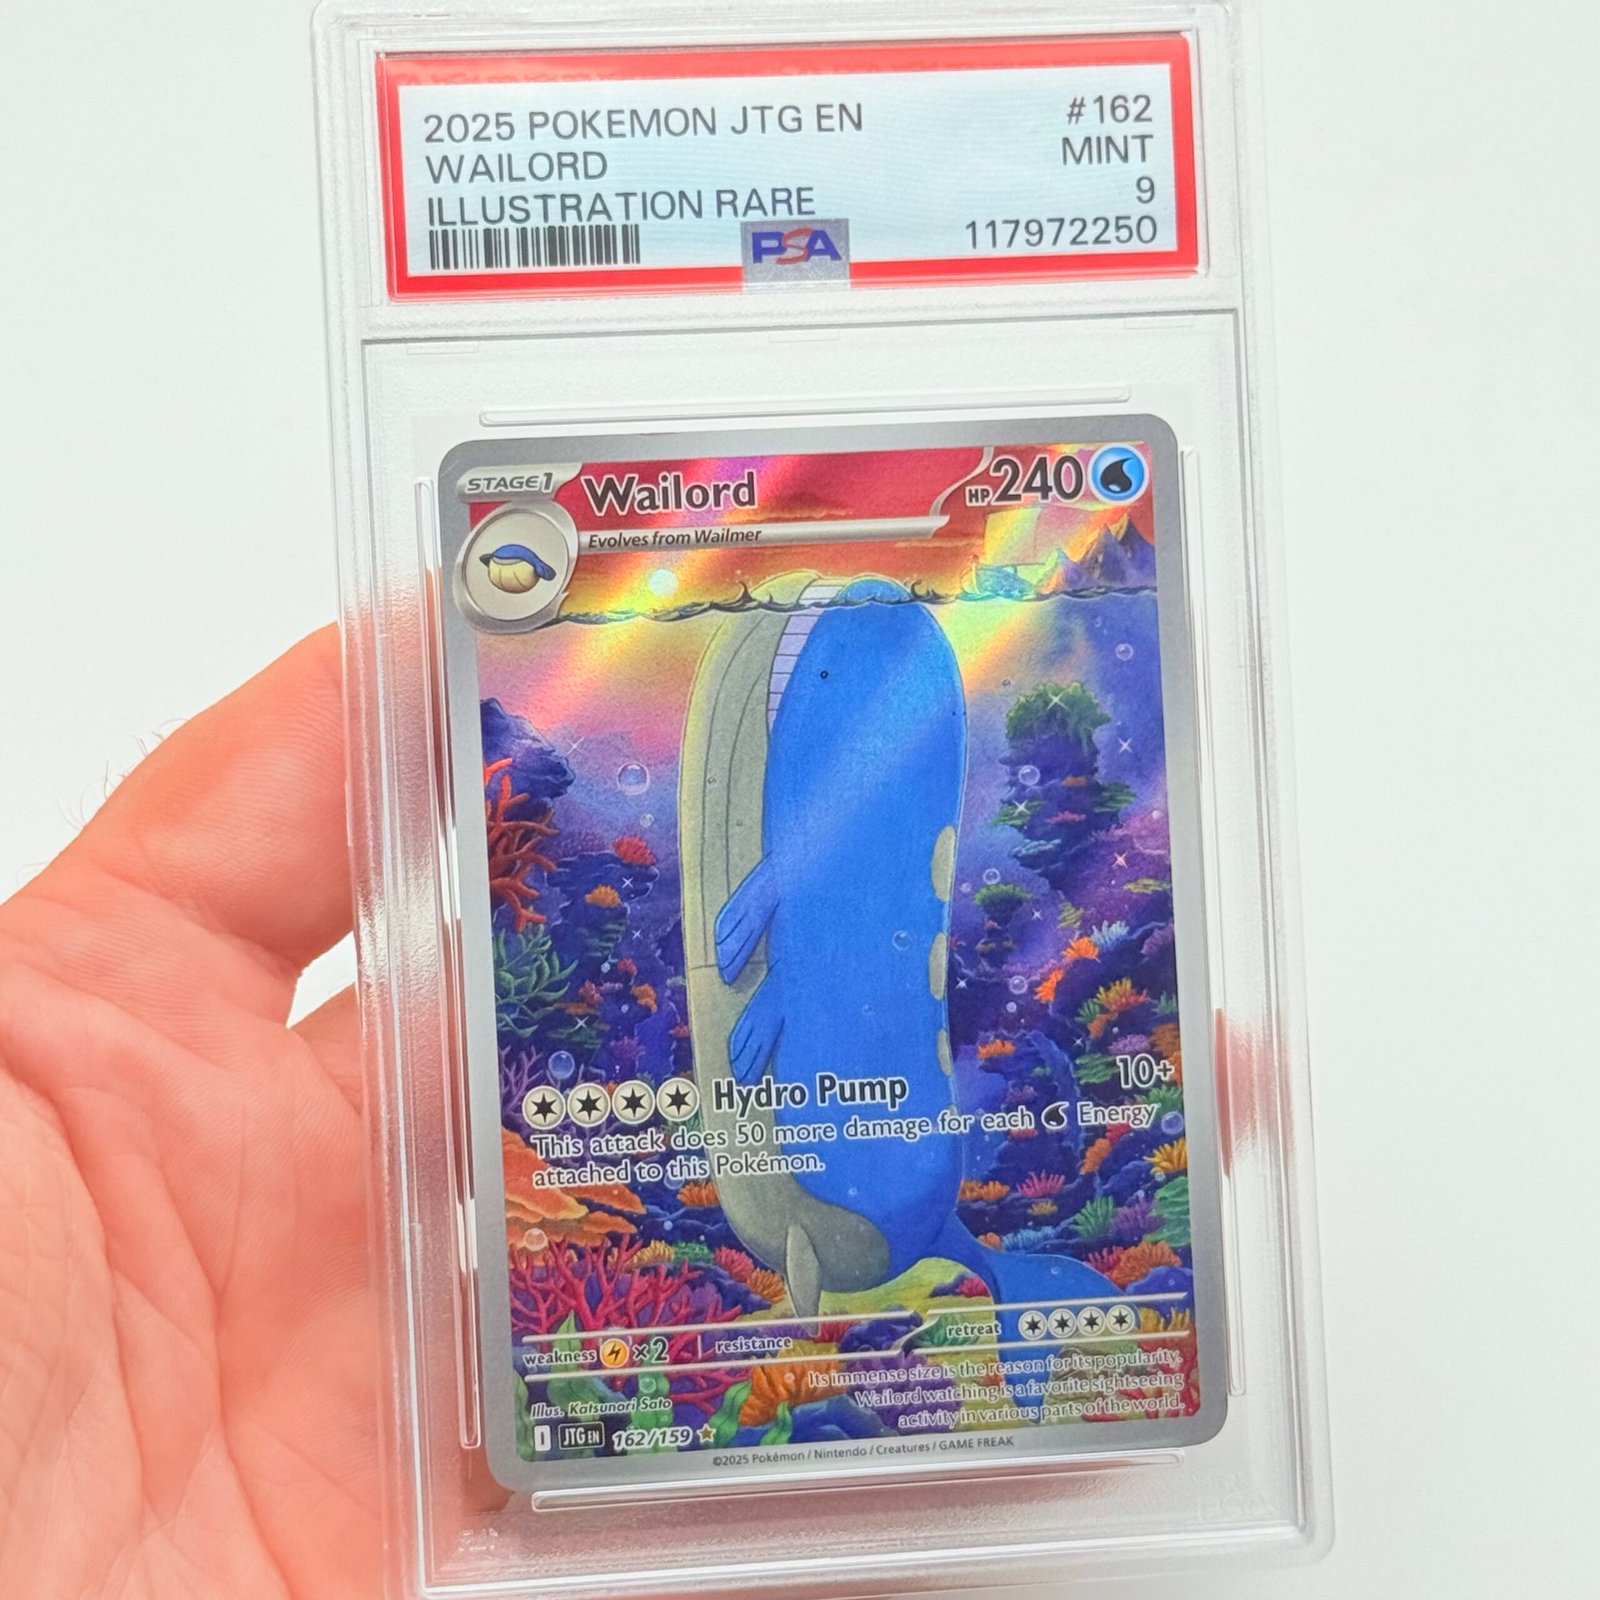 2025 POKEMON JTG EN #162
WAILORD MINT
ILLUSTRATION RARE 9
PSA 117972250
STAGE1 Wailord HP240
Evolves from Wailmer
Hydro Pump 10+
This attack does 50 more damage for each Energy
attached to this Pokémon.
weakness ×2 resistance retreat
Its immense size is the reason for its popularity.
Wailord watching is a favorite sightseeing
activity in various parts of the world.
Illus. Katsunori Sato
I JTG EN 162/159
©2025 Pokémon / Nintendo / Creatures / GAME FREAK